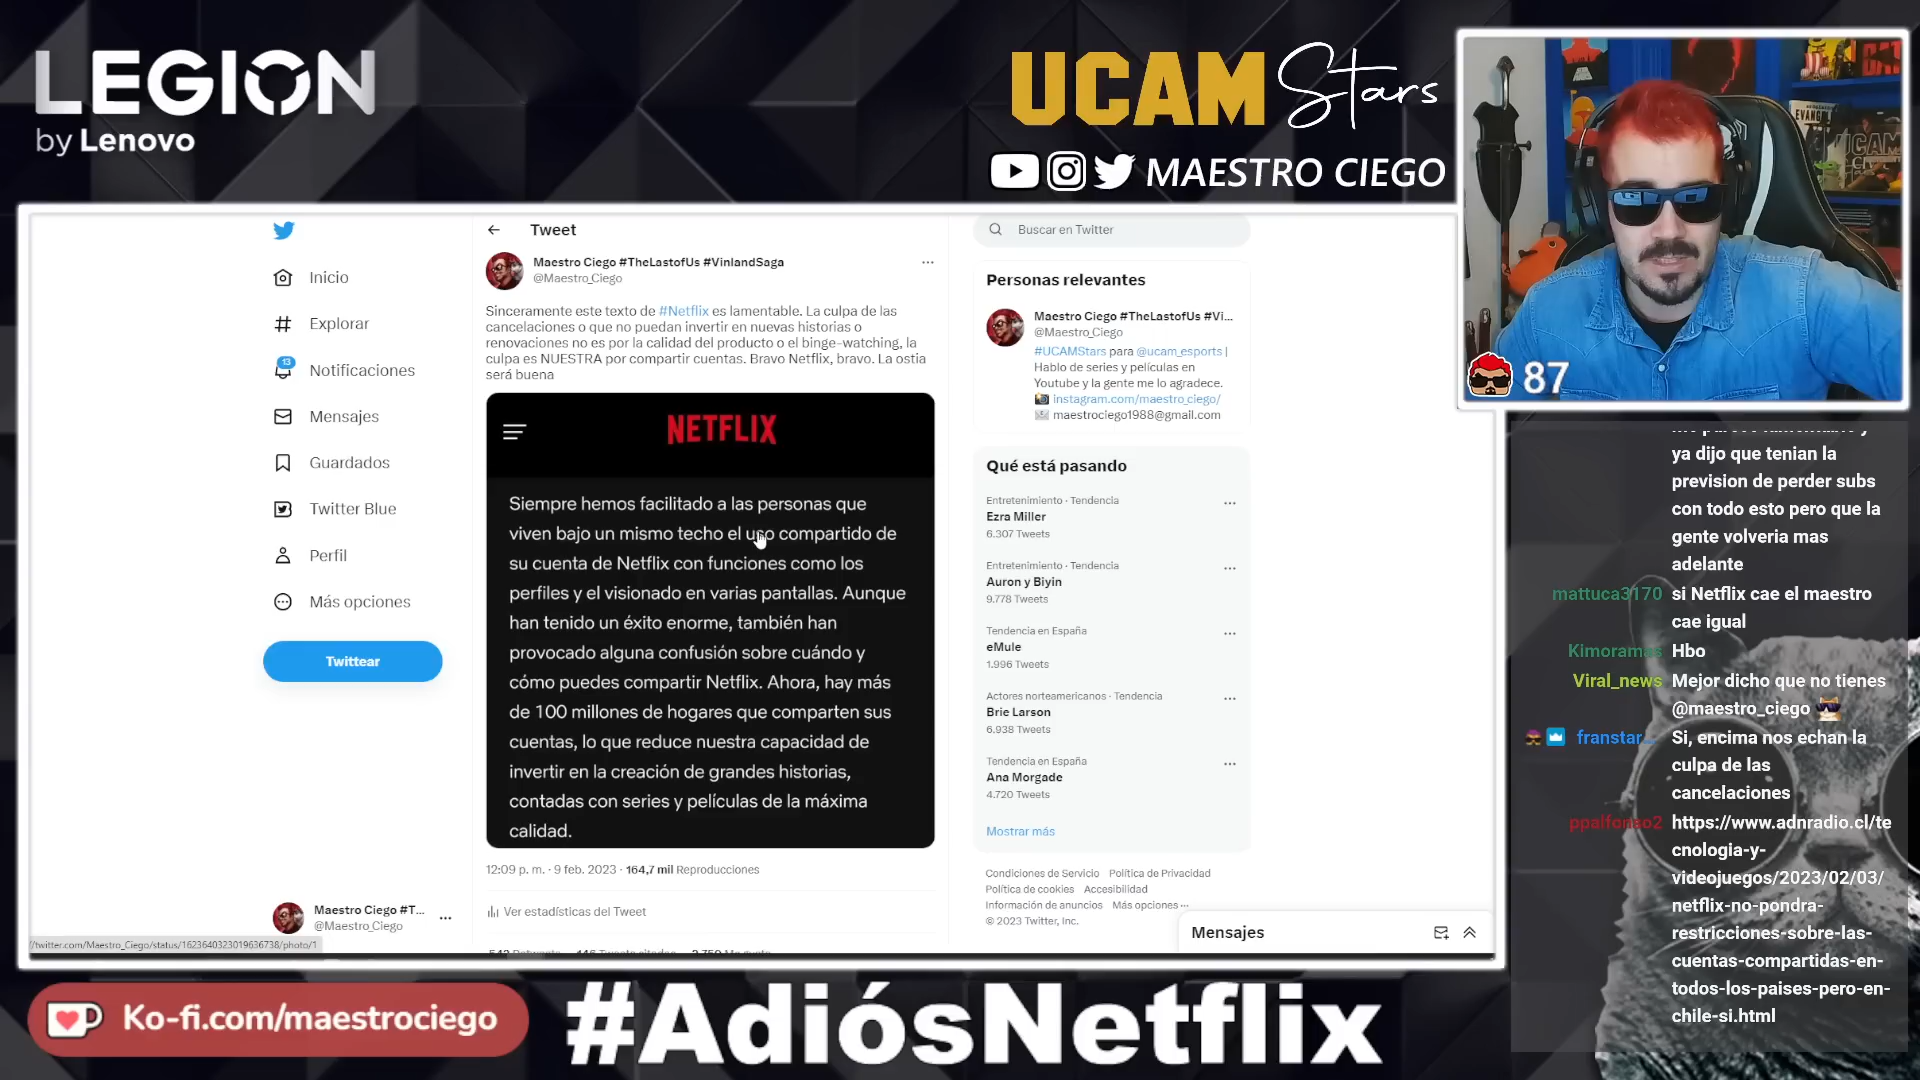 LEGION
by Lenovo
UCAM Stars
MAESTRO CIEGO
EVANG
UCAM
87
Inicio
Explorar
13
Notificaciones
Mensajes
Guardados
Twitter Blue
Perfil
Más opciones
Twittear
Maestro Ciego #T...
@Maestro_Ciego
//twitter.com/Maestro_Ciego/status/1623640323019636738/photo/1
Tweet
Maestro Ciego #TheLastofUs #VinlandSaga
@Maestro_Ciego
Sinceramente este texto de #Netflix es lamentable. La culpa de las
cancelaciones o que no puedan invertir en nuevas historias o
renovaciones no es por la calidad del producto o el binge-watching, la
culpa es NUESTRA por compartir cuentas. Bravo Netflix, bravo. La ostia
será buena
NETFLIX
Siempre hemos facilitado a las personas que
viven bajo un mismo techo el uso compartido de
su cuenta de Netflix con funciones como los
perfiles y el visionado en varias pantallas. Aunque
han tenido un éxito enorme, también han
provocado alguna confusión sobre cuándo y
cómo puedes compartir Netflix. Ahora, hay más
de 100 millones de hogares que comparten sus
cuentas, lo que reduce nuestra capacidad de
invertir en la creación de grandes historias,
contadas con series y películas de la máxima
calidad.
12:09 p. m. · 9 feb. 2023 · 164,7 mil Reproducciones
Ver estadísticas del Tweet
Buscar en Twitter
Personas relevantes
Maestro Ciego #TheLastofUs #Vi...
@Maestro_Ciego
#UCAMStars para @ucam_esports |
Hablo de series y películas en
Youtube y la gente me lo agradece.
instagram.com/maestro_ciego/
maestrociego1988@gmail.com
Qué está pasando
Entretenimiento · Tendencia
Ezra Miller
6.307 Tweets
Entretenimiento · Tendencia
Auron y Biyin
9.778 Tweets
Tendencia en España
eMule
1.996 Tweets
Actores norteamericanos · Tendencia
Brie Larson
6.938 Tweets
Tendencia en España
Ana Morgade
4.720 Tweets
Mostrar más
Condiciones de Servicio Política de Privacidad
Política de cookies Accesibilidad
Información de anuncios Más opciones ···
© 2023 Twitter, Inc.
Mensajes
ya dijo que tenian la
prevision de perder subs
con todo esto pero que la
gente volveria mas
adelante
mattuca3170 si Netflix cae el maestro
cae igual
Kimoramas Hbo
Viral_news Mejor dicho que no tienes
@maestro_ciego
franstar... Si, encima nos echan la
culpa de las
cancelaciones
ppalfonso2 https://www.adnradio.cl/te
cnologia-y-
videojuegos/2023/02/03/
netflix-no-pondra-
restricciones-sobre-las-
cuentas-compartidas-en-
todos-los-paises-pero-en-
chile-si.html
Ko-fi.com/maestrociego
#AdiósNetflix